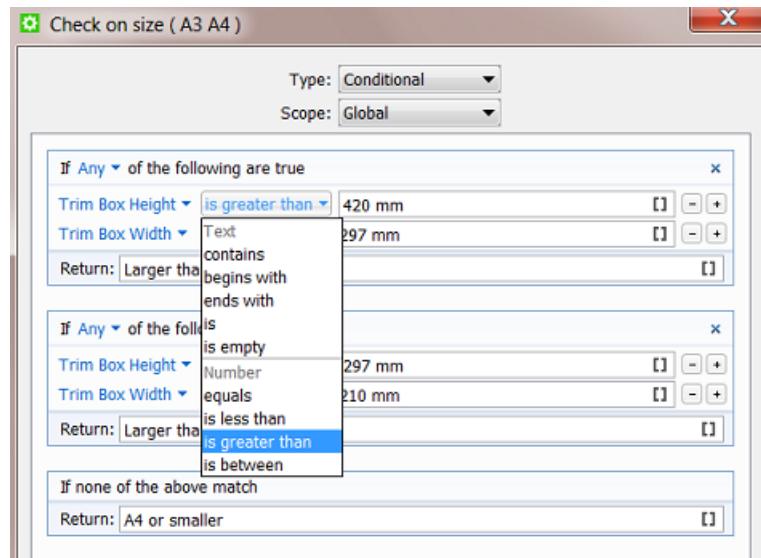 Check on size ( A3 A4 )
Type: Conditional
Scope: Global
If Any of the following are true
Trim Box Height is greater than 420 mm
Trim Box Width 297 mm
Return: Larger tha
Text
contains
begins with
ends with
is
is empty
Number
equals
is less than
is greater than
is between
If Any of the foll
Trim Box Height 297 mm
Trim Box Width 210 mm
Return: Larger tha
If none of the above match
Return: A4 or smaller